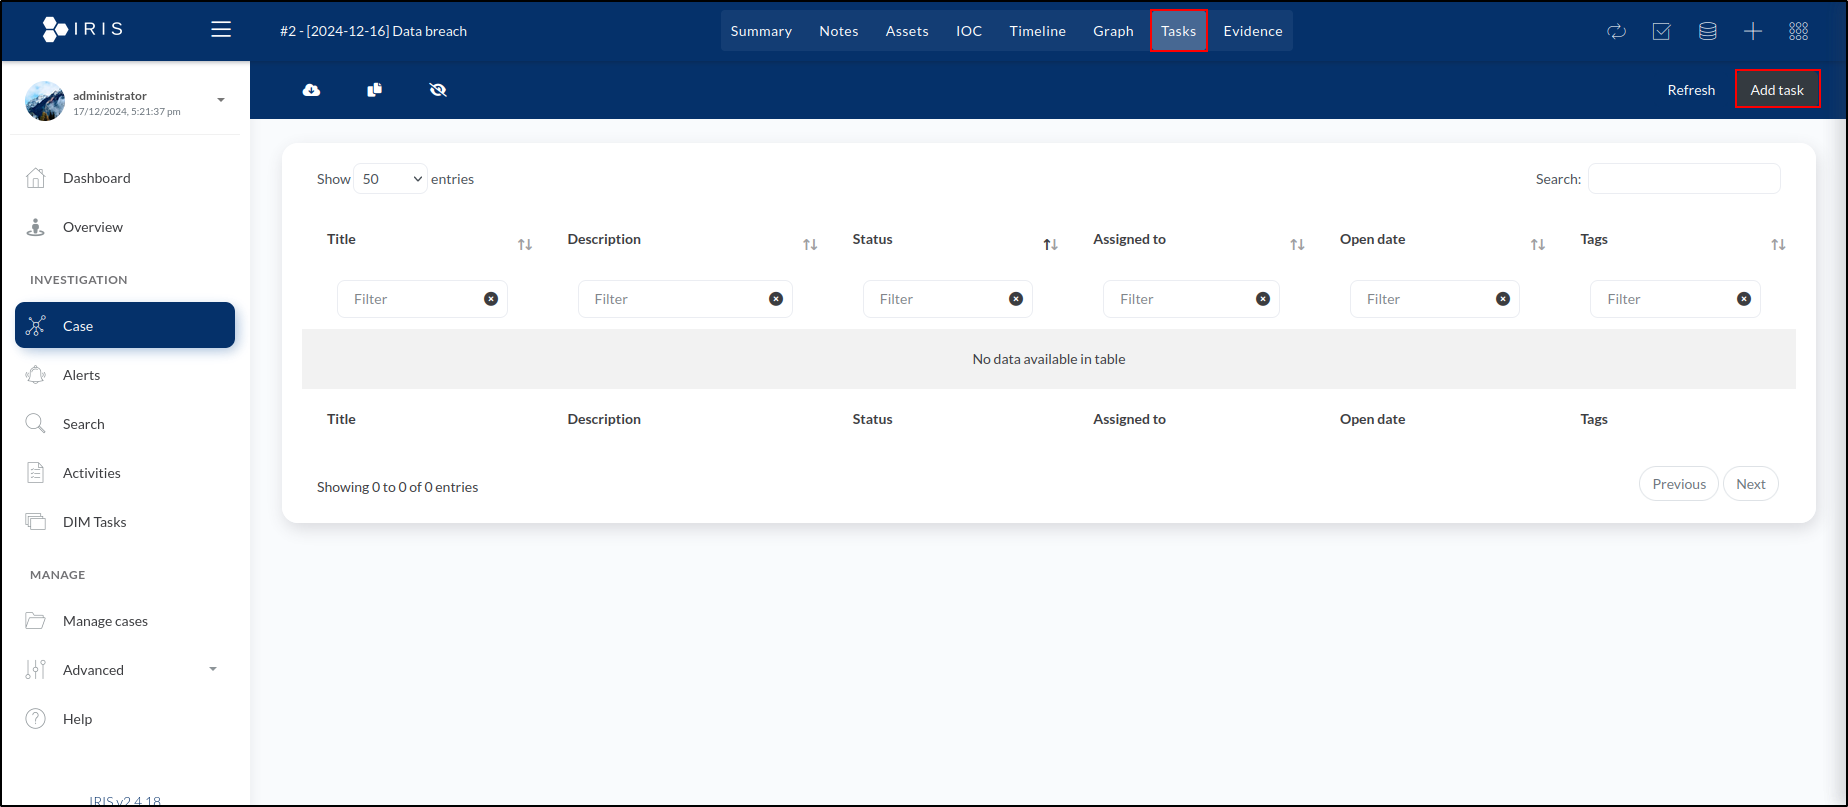 IRIS
#2 - [2024-12-16] Data breach
Summary Notes Assets IOC Timeline Graph Tasks Evidence
administrator
17/12/2024, 5:21:37 pm
Refresh Add task
Dashboard
Overview
INVESTIGATION
Case
Alerts
Search
Activities
DIM Tasks
MANAGE
Manage cases
Advanced
Help
IRIS v2.4.18
Show 50 entries
Search:
Title Description Status Assigned to Open date Tags
Filter Filter Filter Filter Filter Filter
No data available in table
Title Description Status Assigned to Open date Tags
Showing 0 to 0 of 0 entries
Previous Next